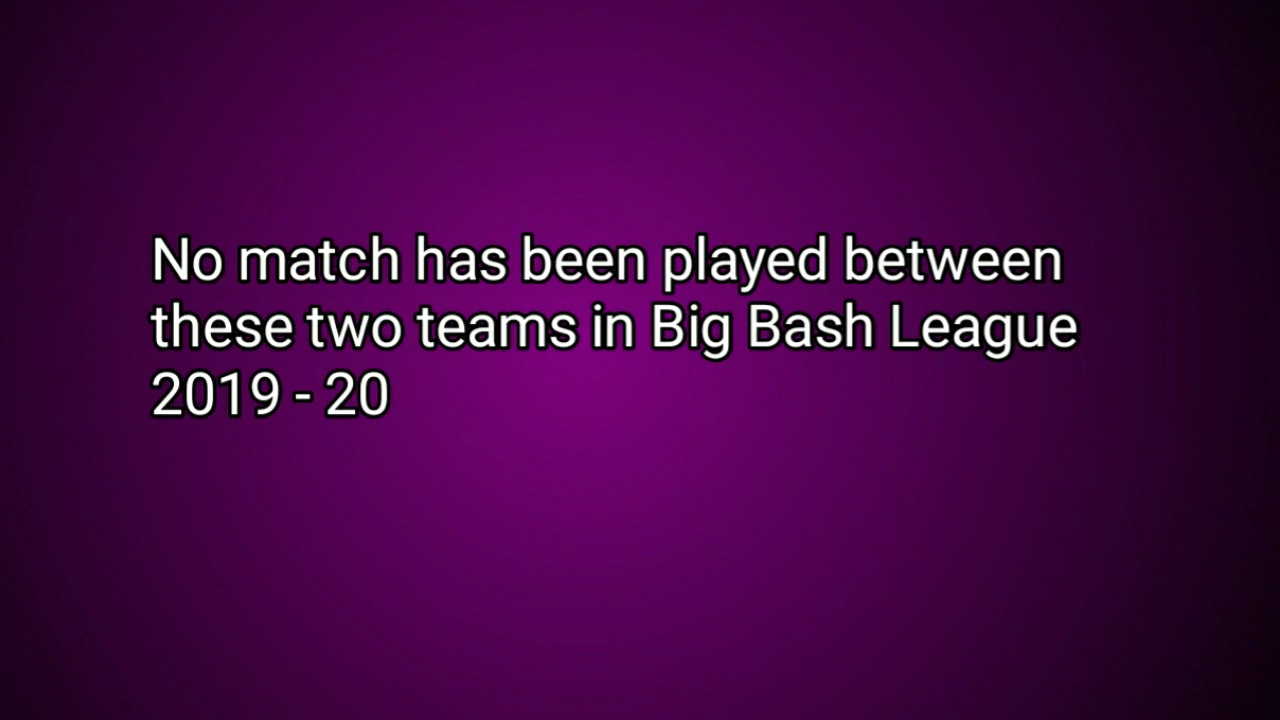 No match has been played between
these two teams in Big Bash League
2019 - 20